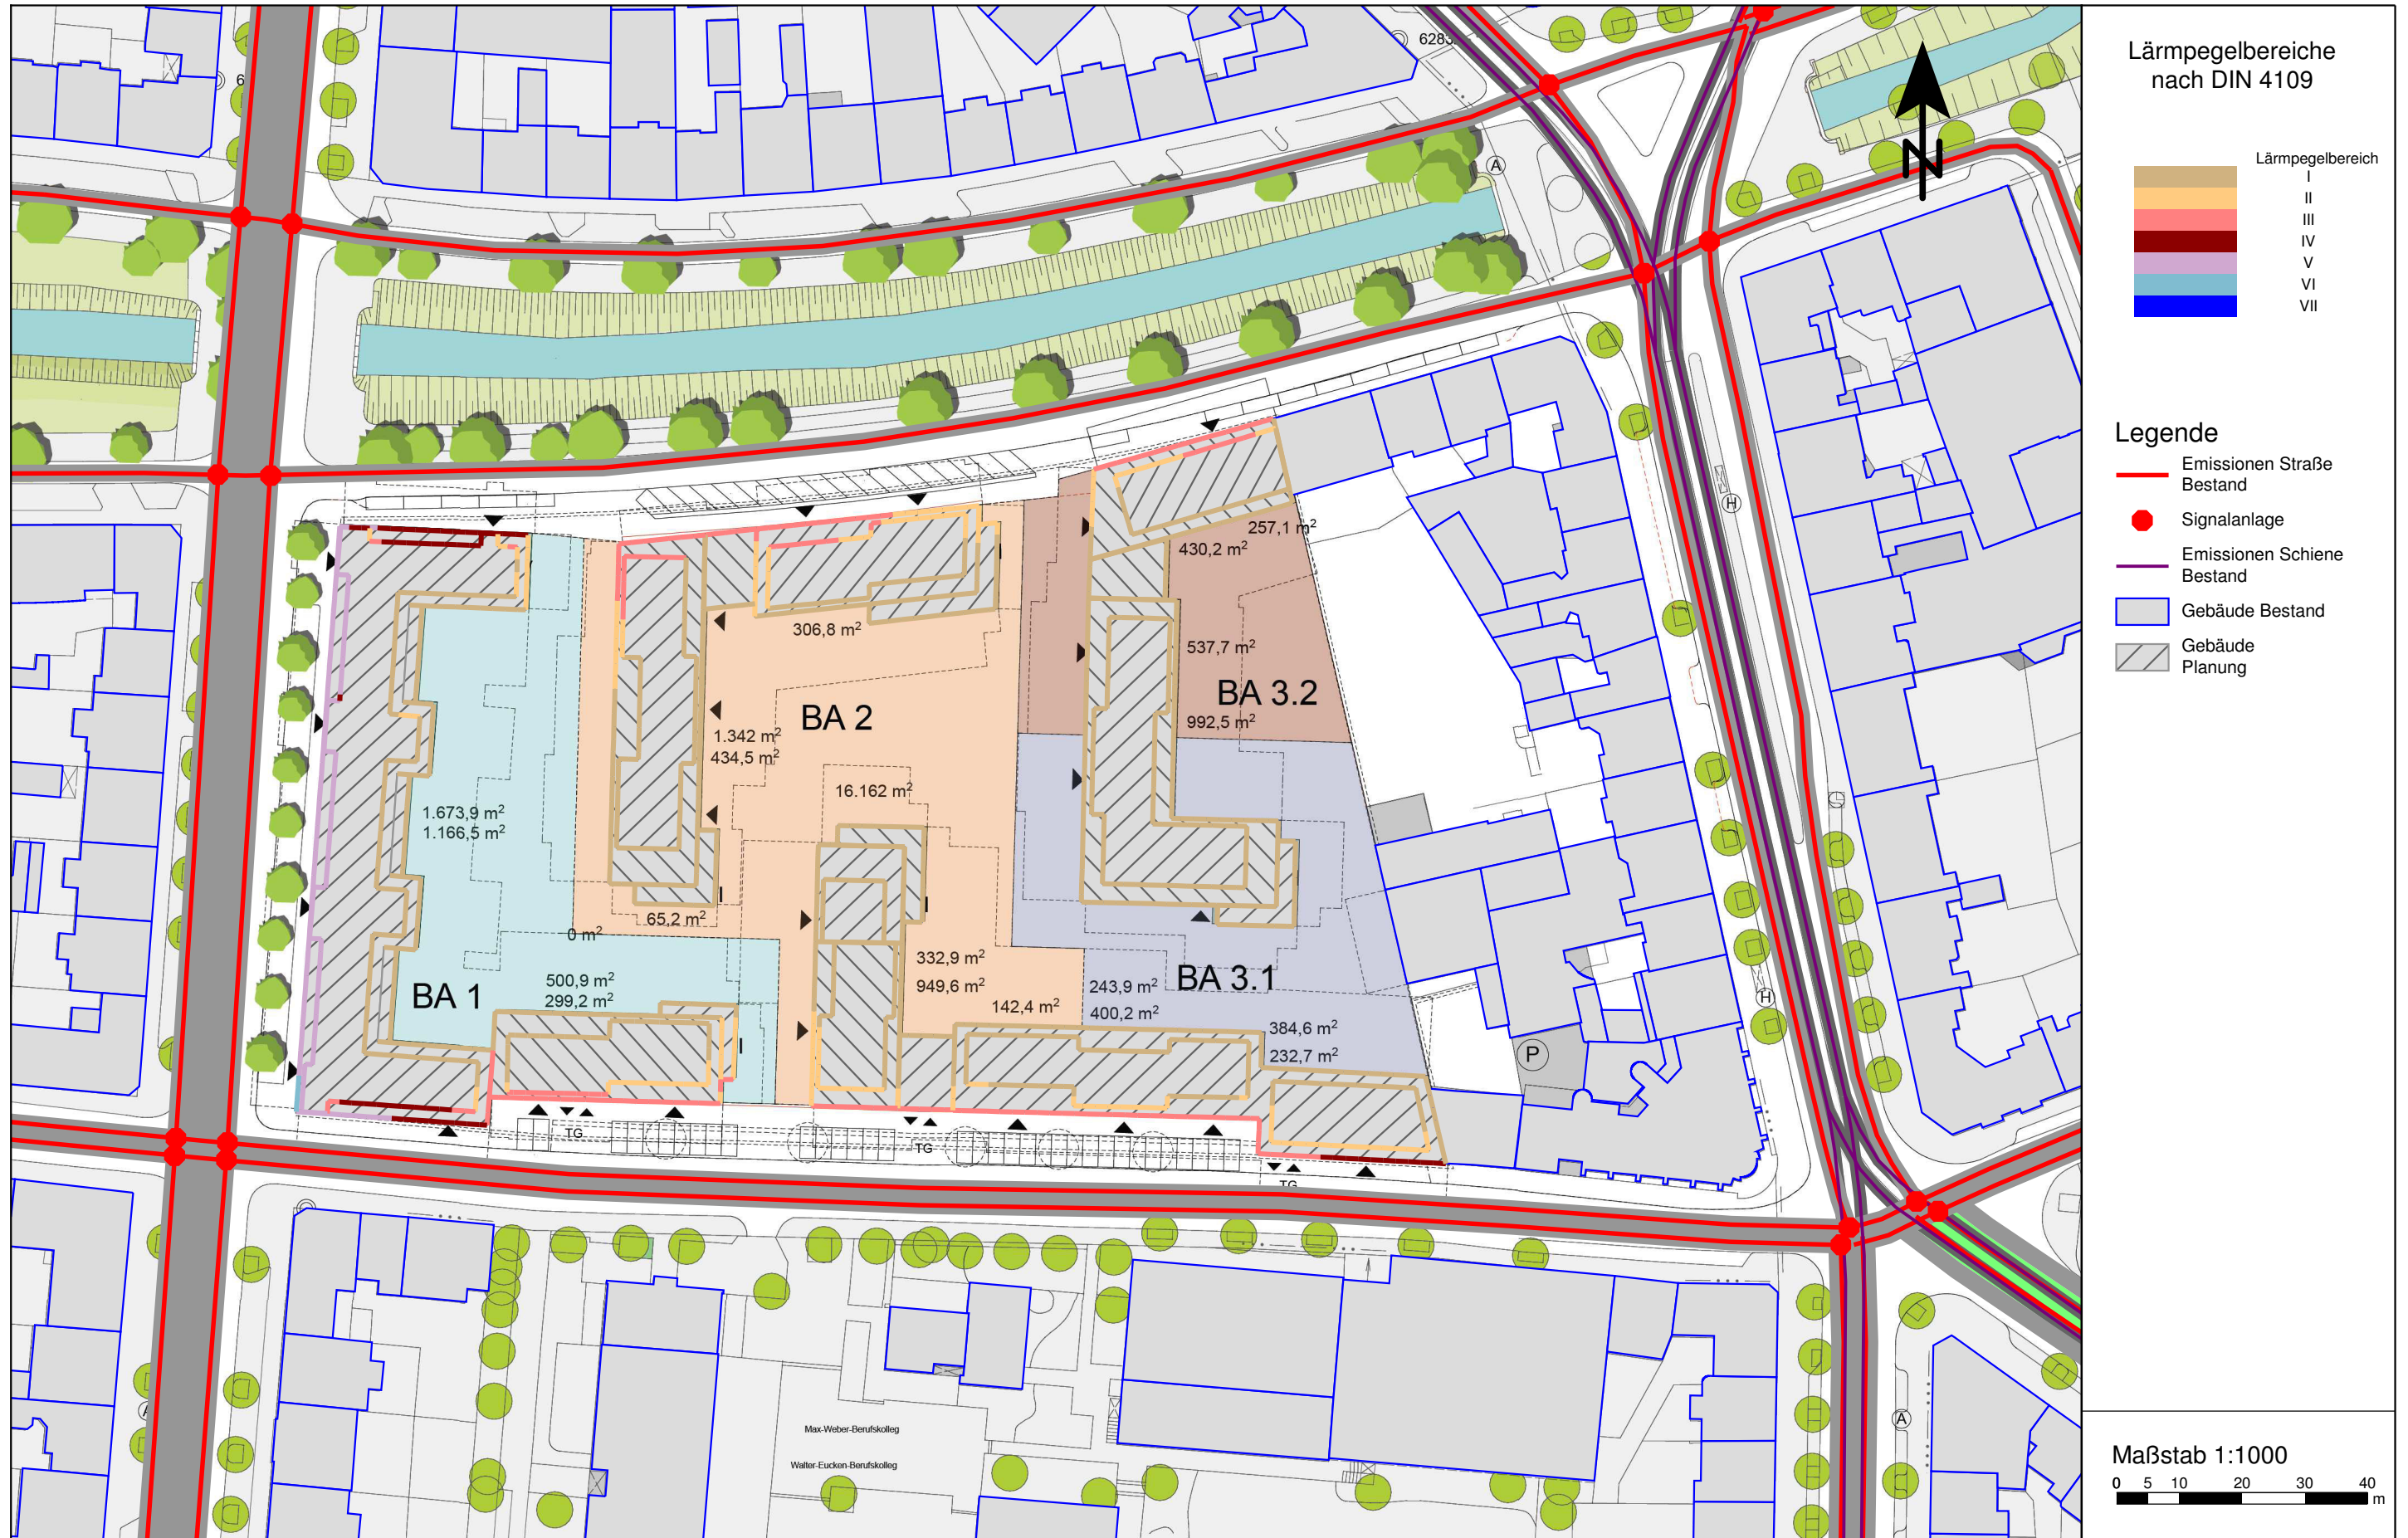 Lärmpegelbereiche
nach DIN 4109
Lärmpegelbereich
I
II
III
IV
V
VI
VII
N
Legende
Emissionen Straße
Bestand
Signalanlage
Emissionen Schiene
Bestand
Gebäude Bestand
Gebäude
Planung
Maßstab 1:1000
0 5 10 20 30 40
m
6283
6
A
H
257,1 m²
430,2 m²
306,8 m²
537,7 m²
BA 3.2
992,5 m²
BA 2
1.342 m²
434,5 m²
16.162 m²
1.673,9 m²
1.166,5 m²
65,2 m²
0 m²
332,9 m²
949,6 m²
BA 3.1
243,9 m²
400,2 m²
142,4 m²
500,9 m²
299,2 m²
BA 1
384,6 m²
232,7 m²
H
P
TG
TG
TG
A
A
Max-Weber-Berufskolleg
Walter-Eucken-Berufskolleg